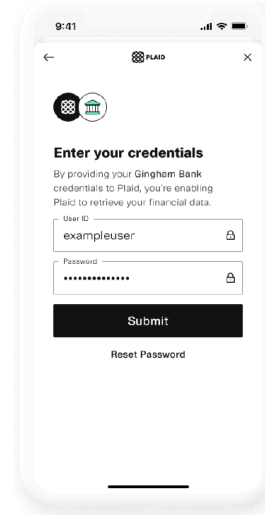 9:41
PLAID
Enter your credentials
By providing your Gingham Bank
credentials to Plaid, you're enabling
Plaid to retrieve your financial data.
User ID
exampleuser
Password
••••••••••••••
Submit
Reset Password